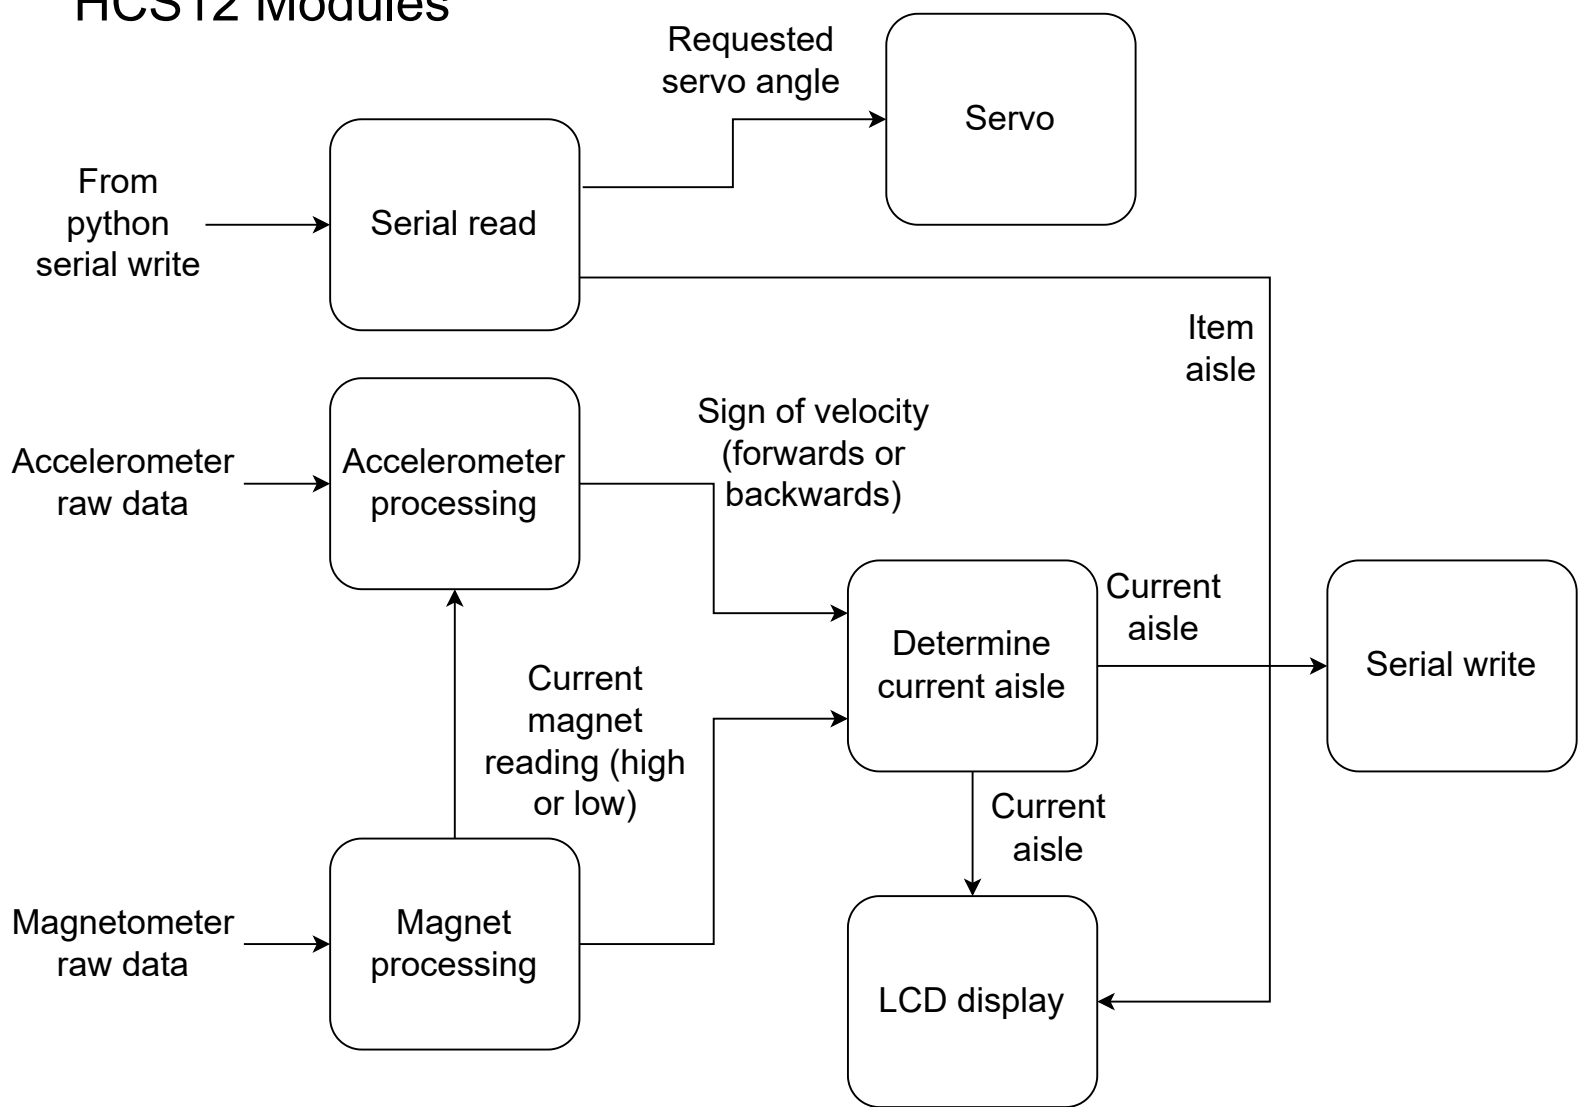 HCS12 Modules
Requested
servo angle
Servo
From
python
serial write
Serial read
Item
aisle
Accelerometer
raw data
Accelerometer
processing
Sign of velocity
(forwards or
backwards)
Current
aisle
Determine
current aisle
Serial write
Current
magnet
reading (high
or low)
Current
aisle
Magnetometer
raw data
Magnet
processing
LCD display